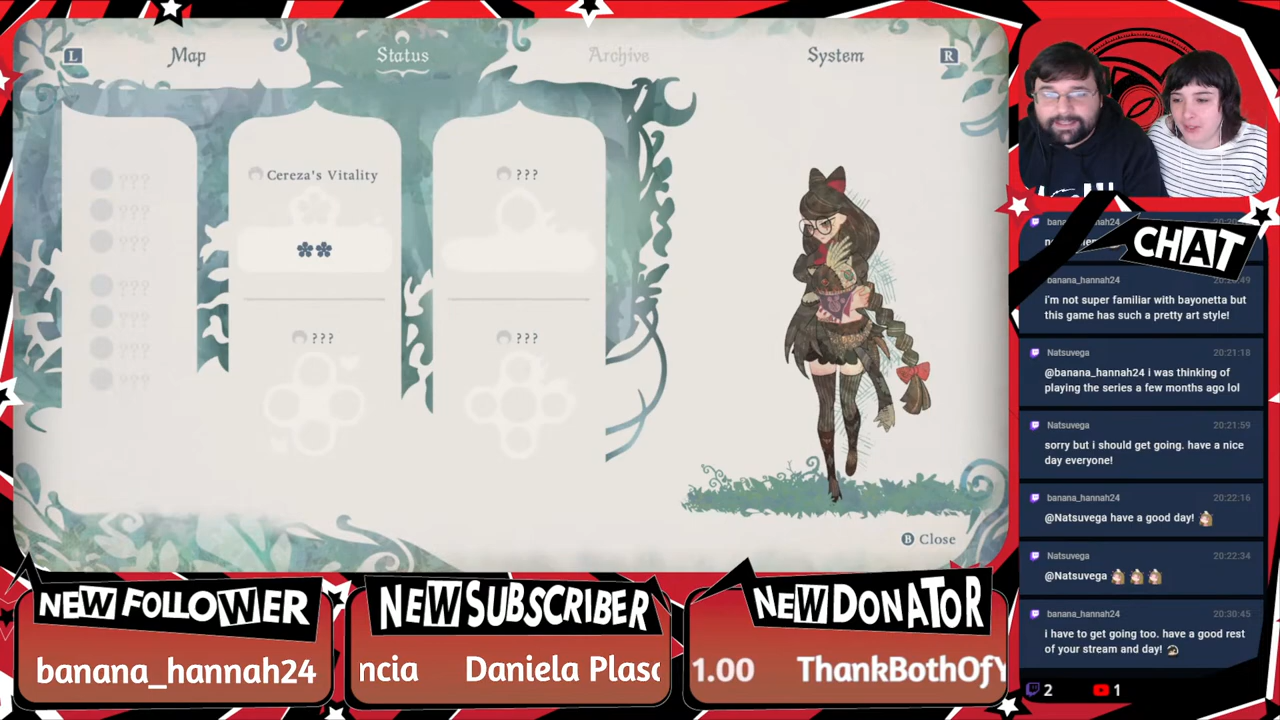 L
Map
Status
Archive
System
R
???
???
???
???
???
???
???
Cereza's Vitality
???
???
???
B Close
CHAT
banana_hannah24
banana_hannah24
i'm not super familiar with bayonetta but
this game has such a pretty art style!
Natsuvega 20:21:18
@banana_hannah24 i was thinking of
playing the series a few months ago lol
Natsuvega 20:21:59
sorry but i should get going. have a nice
day everyone!
banana_hannah24 20:22:16
@Natsuvega have a good day!
Natsuvega 20:22:34
@Natsuvega
banana_hannah24 20:30:45
i have to get going too. have a good rest
of your stream and day!
2 1
NEW FOLLOWER
banana_hannah24
NEW SUBSCRIBER
ncia Daniela Plasc
NEW DONATOR
1.00 ThankBothOfY